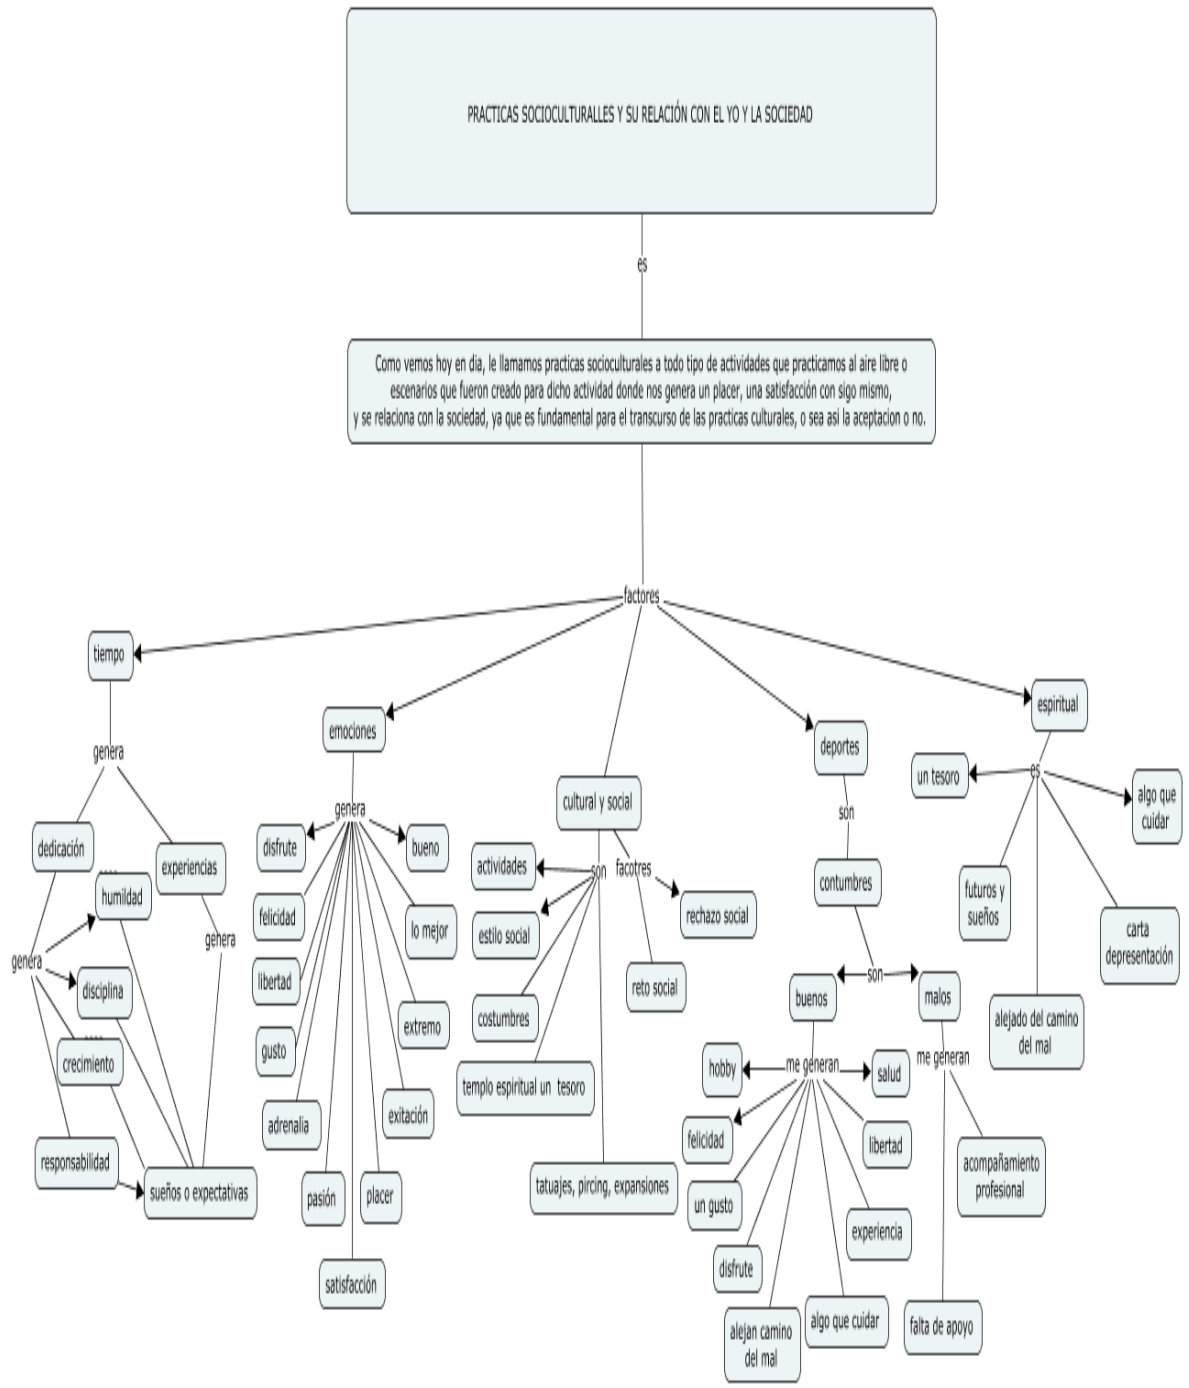 PRACTICAS SOCIOCULTURALLES Y SU RELACIÓN CON EL YO Y LA SOCIEDAD
es
Como vemos hoy en dia, le llamamos practicas socioculturales a todo tipo de actividades que practicamos al aire libre o
escenarios que fueron creado para dicho actividad donde nos genera un placer, una satisfacción con sigo mismo,
y se relaciona con la sociedad, ya que es fundamental para el transcurso de las practicas culturales, o sea asi la aceptacion o no.
factores
tiempo
genera
dedicación
experiencias
humildad
genera
genera
disciplina
crecimiento
responsabilidad
sueños o expectativas
emociones
genera
disfrute
bueno
felicidad
lo mejor
libertad
extremo
gusto
adrenalia
exitación
pasión
placer
satisfacción
cultural y social
son
facotres
actividades
estilo social
costumbres
templo espiritual un tesoro
tatuajes, pircing, expansiones
rechazo social
reto social
deportes
son
contumbres
son
buenos
malos
me generan
hobby
salud
felicidad
libertad
un gusto
experiencia
disfrute
algo que cuidar
alejan camino
del mal
me generan
acompañamiento
profesional
falta de apoyo
espiritual
es
un tesoro
algo que
cuidar
futuros y
sueños
carta
depresentación
alejado del camino
del mal